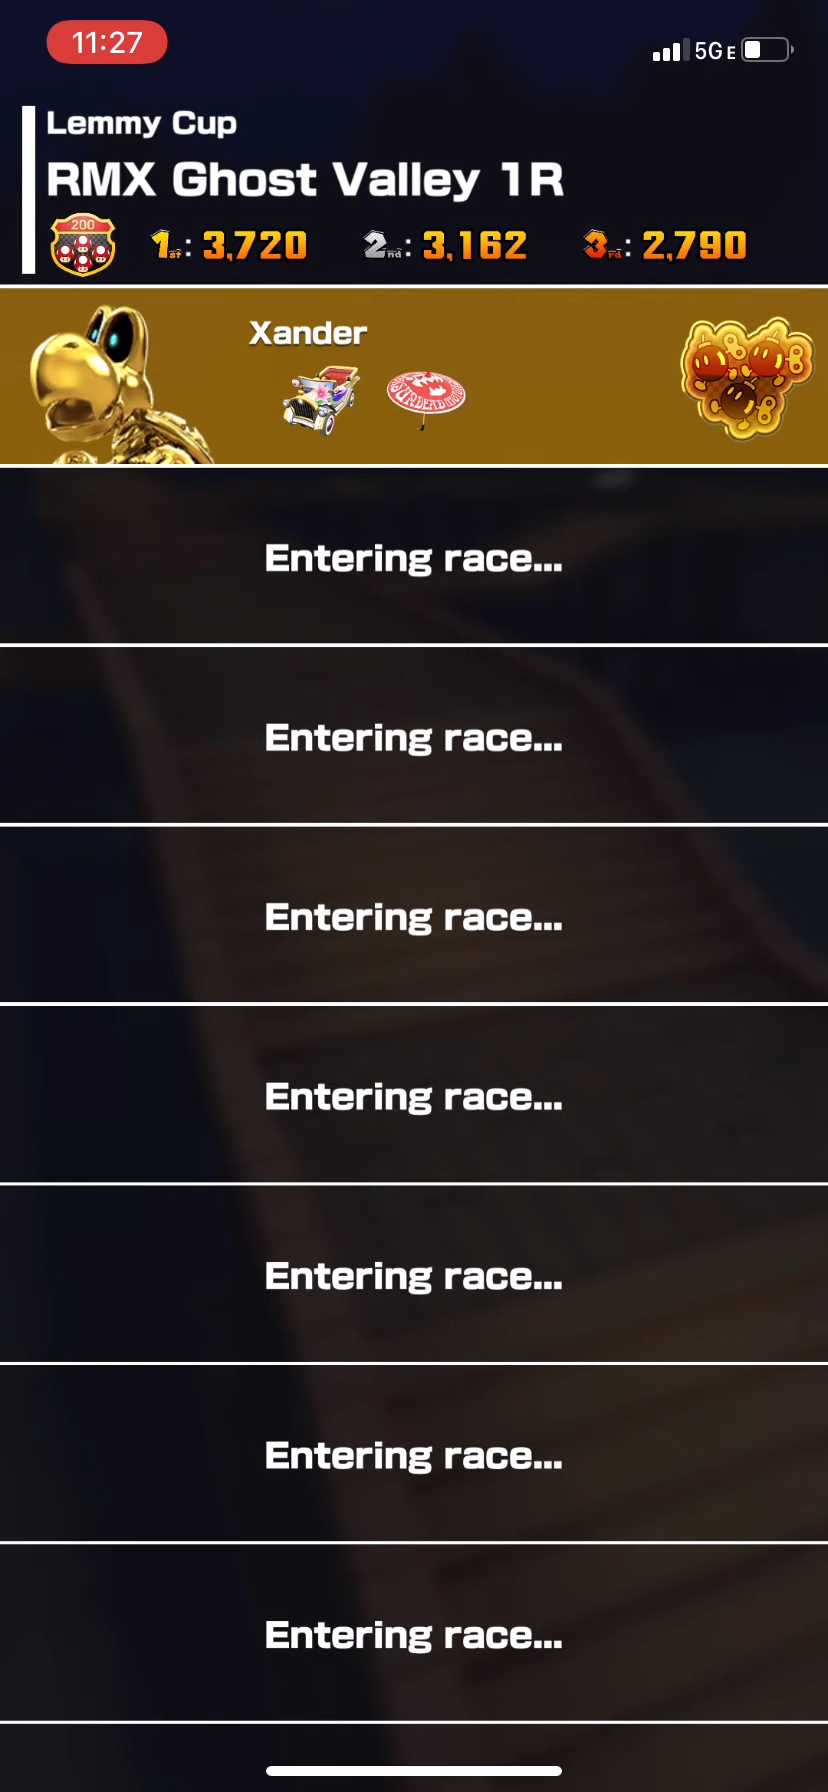 11:27
5GE
Lemmy Cup
RMX Ghost Valley 1R
200 1st: 3,720 2nd: 3,162 3rd: 2,790
Xander
Entering race...
Entering race...
Entering race...
Entering race...
Entering race...
Entering race...
Entering race...